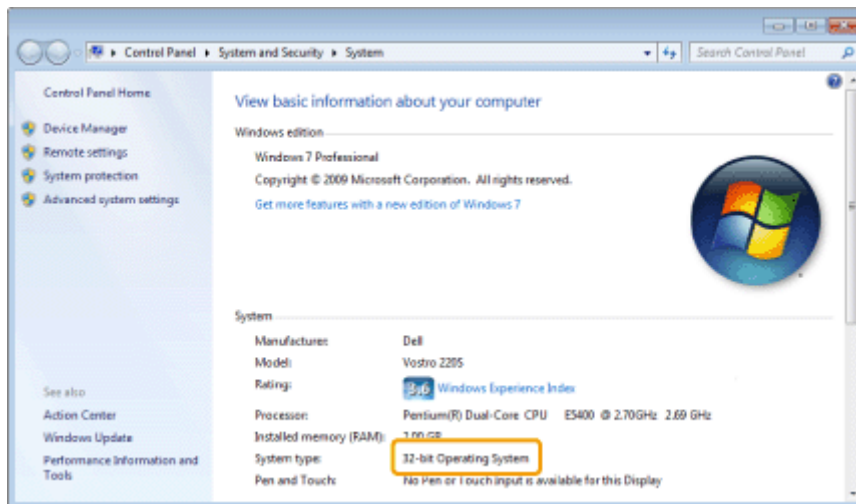 Control Panel ▸ System and Security ▸ System
Search Control Panel
Control Panel Home
Device Manager
Remote settings
System protection
Advanced system settings
See also
Action Center
Windows Update
Performance Information and
Tools
View basic information about your computer
Windows edition
Windows 7 Professional
Copyright © 2009 Microsoft Corporation. All rights reserved.
Get more features with a new edition of Windows 7
System
Manufacturer: Dell
Model: Vostro 220S
Rating: 3.6 Windows Experience Index
Processor: Pentium(R) Dual-Core CPU E5400 @ 2.70GHz 2.69 GHz
Installed memory (RAM): GB
System type: 32-bit Operating System
Pen and Touch: No Pen or Touch Input is available for this Display